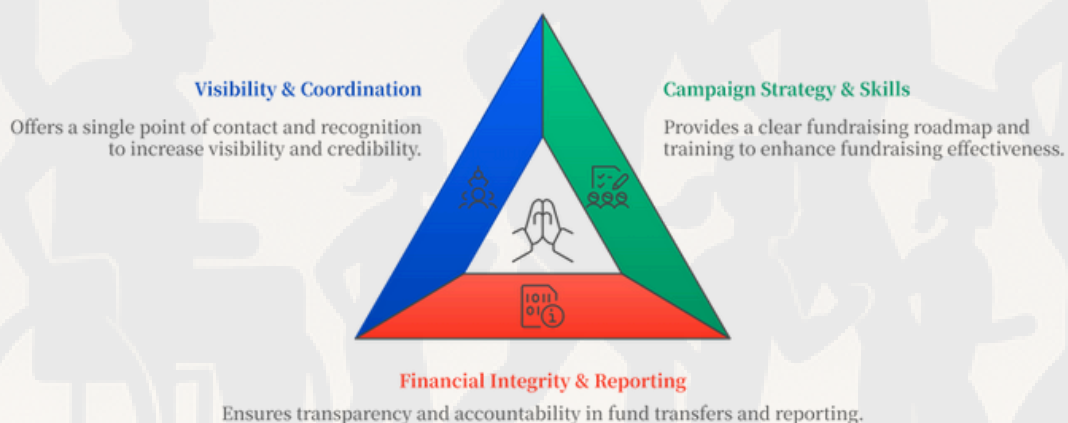 Visibility & Coordination
Offers a single point of contact and recognition
to increase visibility and credibility.
Campaign Strategy & Skills
Provides a clear fundraising roadmap and
training to enhance fundraising effectiveness.
1011
01
i
Financial Integrity & Reporting
Ensures transparency and accountability in fund transfers and reporting.